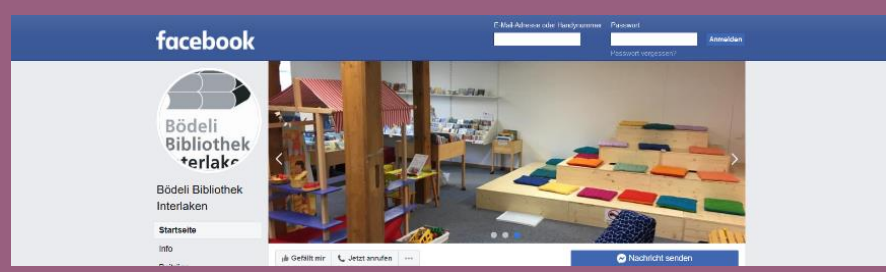 facebook
E-Mail-Adresse oder Handynummer
Passwort
Anmelden
Passwort vergessen?
Bödeli
Bibliothek
Interlake
Bödeli Bibliothek
Interlaken
Startseite
Info
Gefällt mir
Jetzt anrufen
Nachricht senden